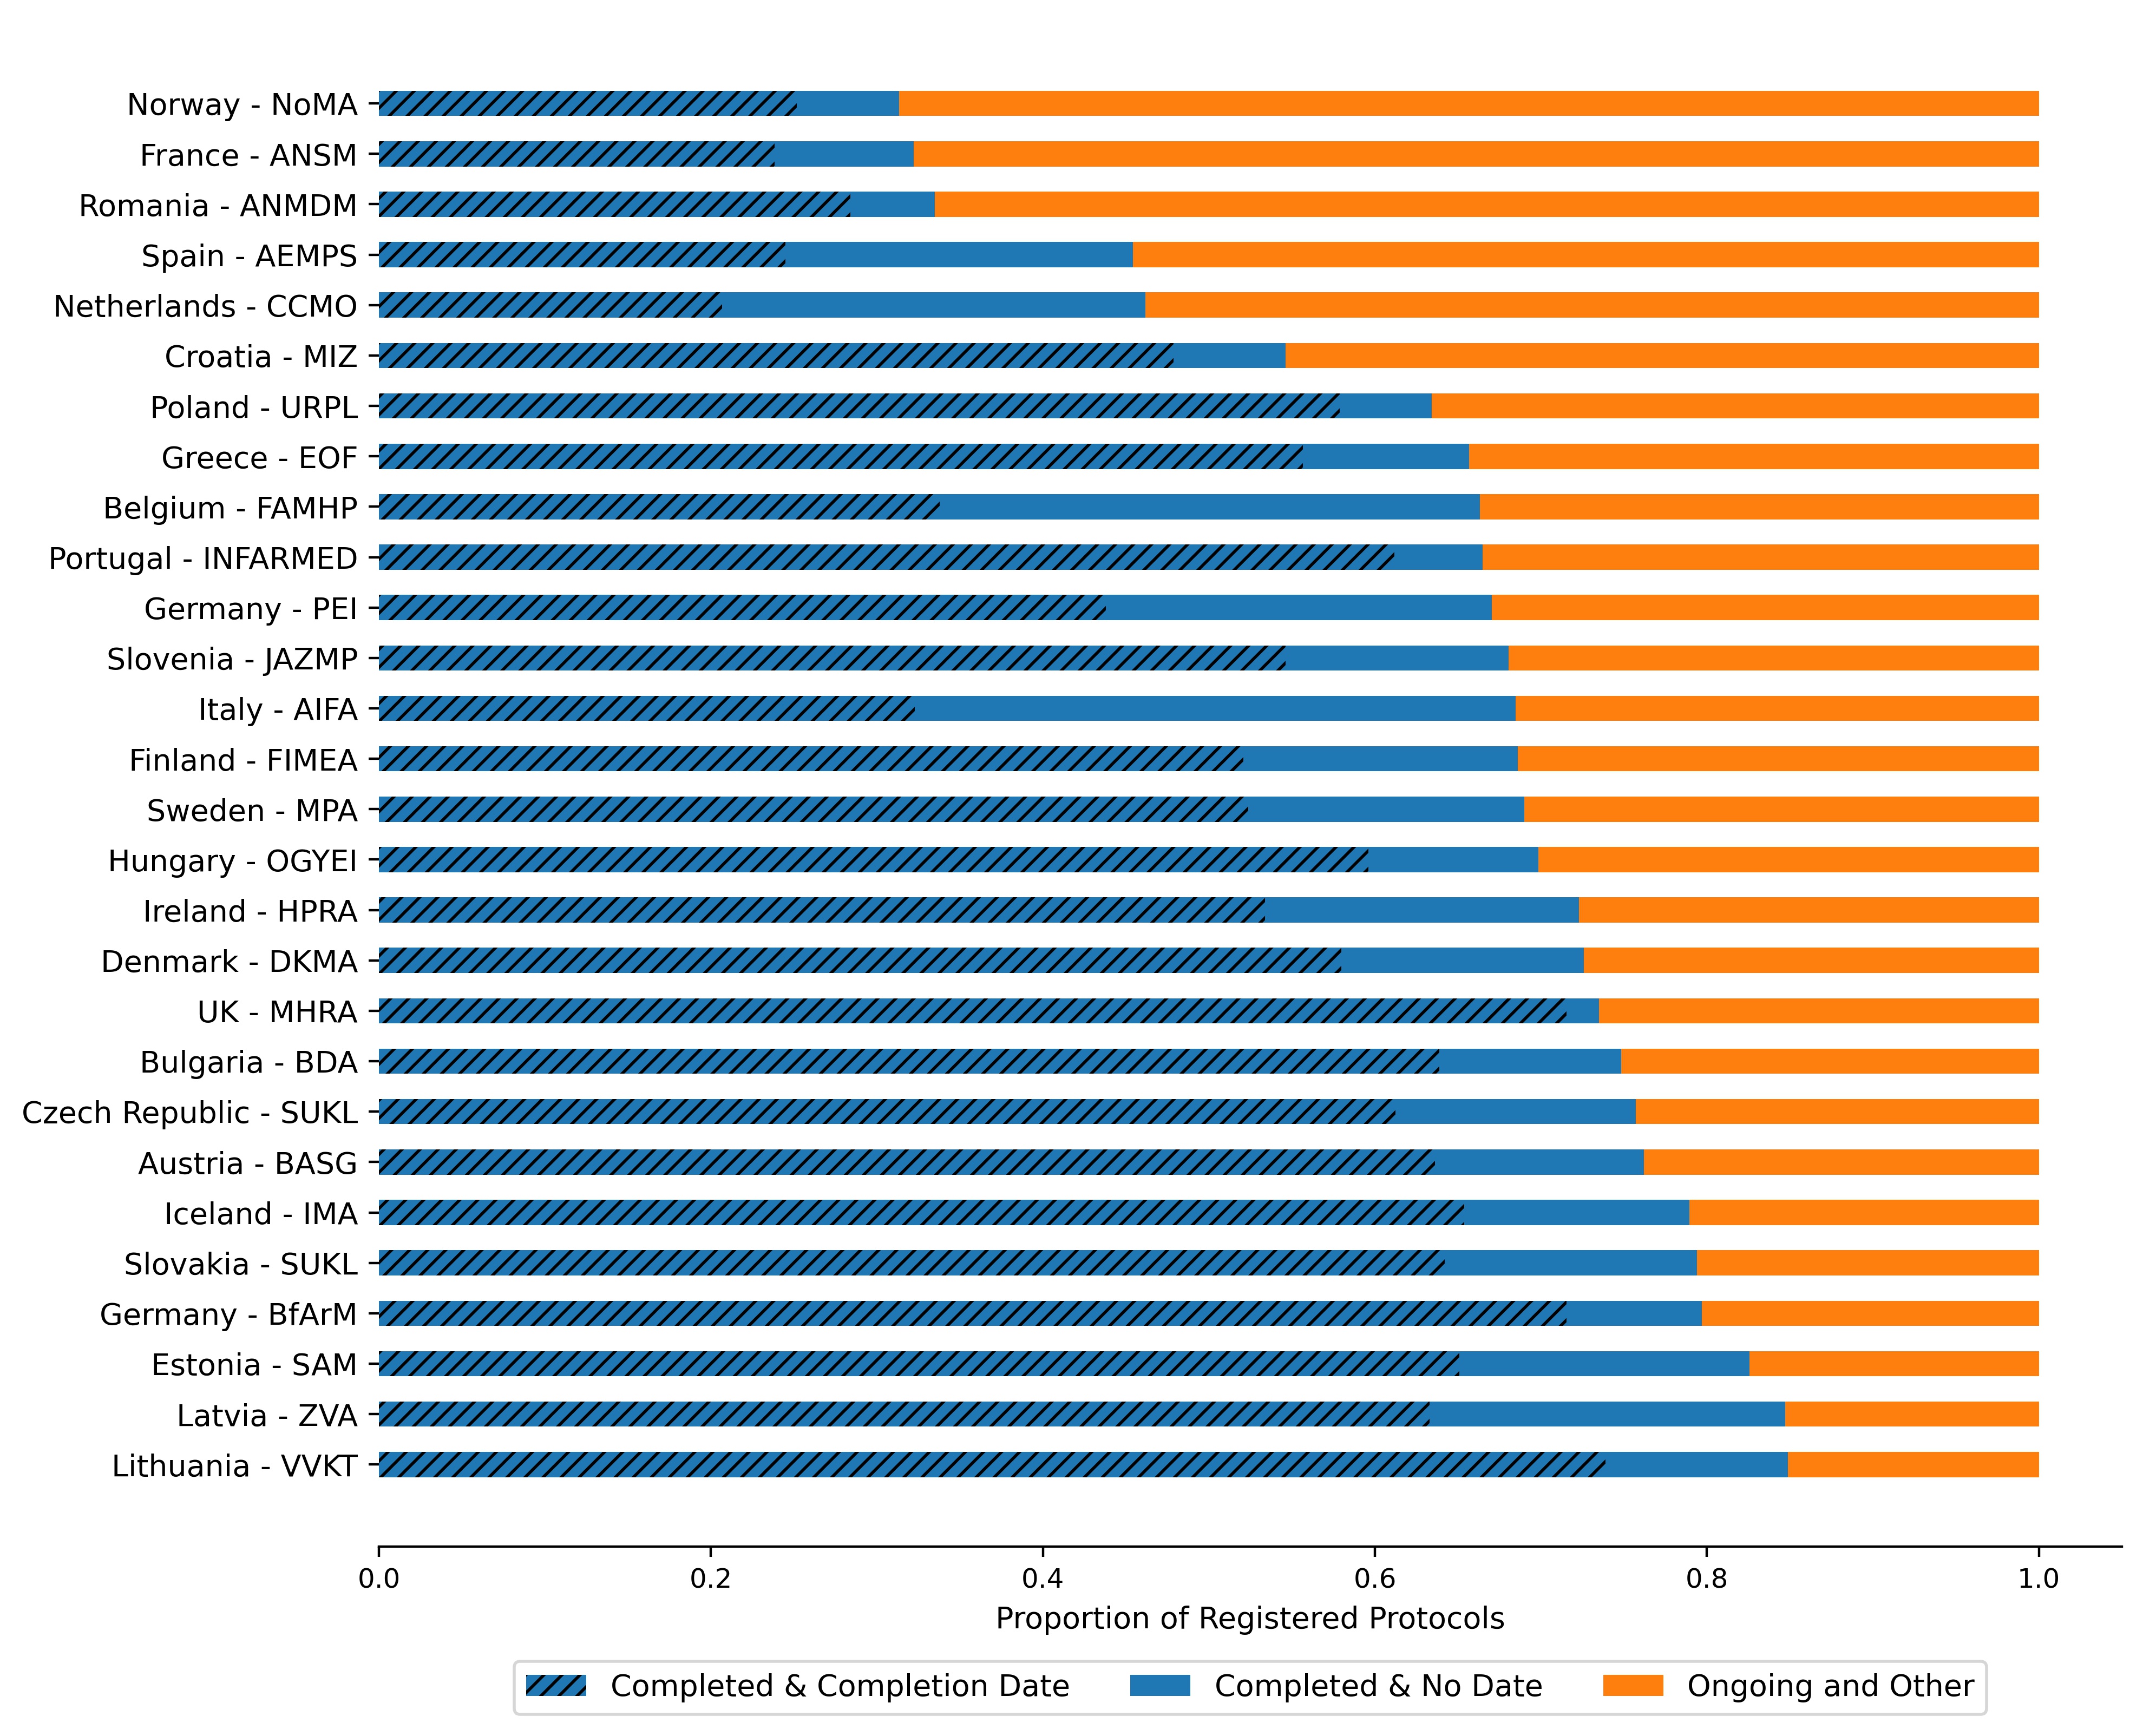 Norway - NoMA
France - ANSM
Romania - ANMDM
Spain - AEMPS
Netherlands - CCMO
Croatia - MIZ
Poland - URPL
Greece - EOF
Belgium - FAMHP
Portugal - INFARMED
Germany - PEI
Slovenia - JAZMP
Italy - AIFA
Finland - FIMEA
Sweden - MPA
Hungary - OGYEI
Ireland - HPRA
Denmark - DKMA
UK - MHRA
Bulgaria - BDA
Czech Republic - SUKL
Austria - BASG
Iceland - IMA
Slovakia - SUKL
Germany - BfArM
Estonia - SAM
Latvia - ZVA
Lithuania - VVKT
0.0 0.2 0.4 0.6 0.8 1.0
Proportion of Registered Protocols
Completed & Completion Date Completed & No Date Ongoing and Other